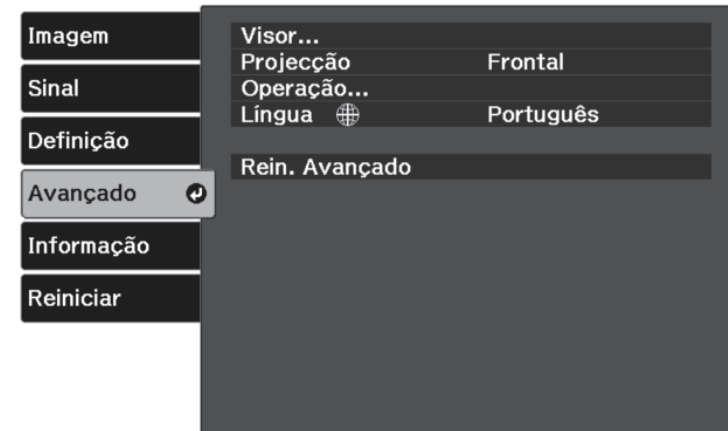 Imagem
Sinal
Definição
Avançado
Informação
Reiniciar
Visor...
Projecção Frontal
Operação...
Língua Português
Rein. Avançado